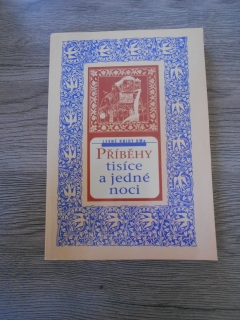 PŘÍBĚHY
tisíce
a jedné
noci